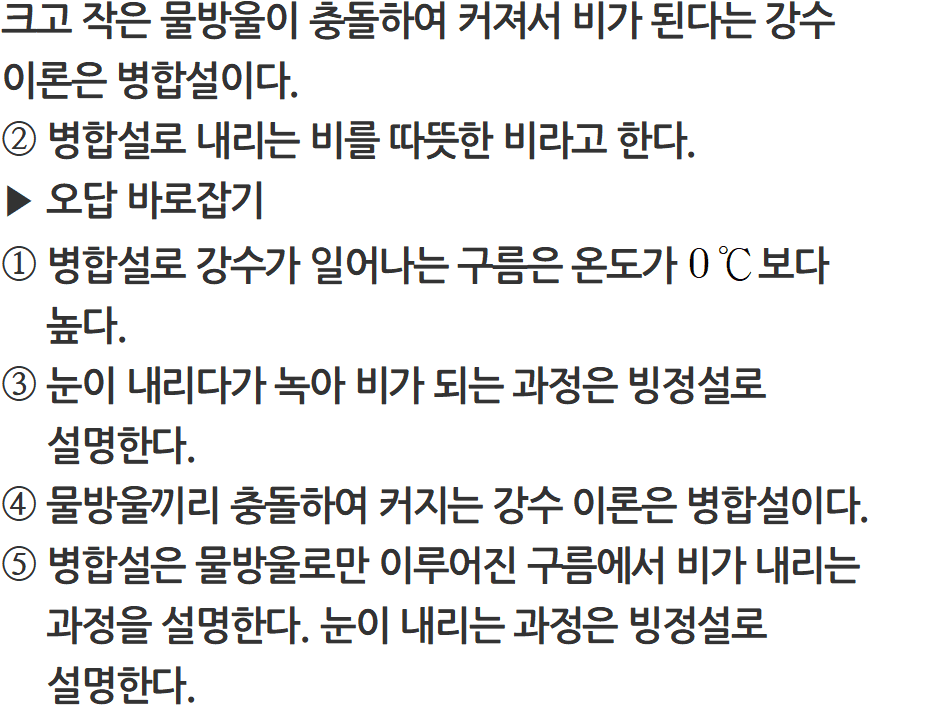 크고 작은 물방울이 충돌하여 커져서 비가 된다는 강수
이론은 병합설이다.
② 병합설로 내리는 비를 따뜻한 비라고 한다.
▶ 오답 바로잡기
① 병합설로 강수가 일어나는 구름은 온도가 0 ℃ 보다
높다.
③ 눈이 내리다가 녹아 비가 되는 과정은 빙정설로
설명한다.
④ 물방울끼리 충돌하여 커지는 강수 이론은 병합설이다.
⑤ 병합설은 물방울로만 이루어진 구름에서 비가 내리는
과정을 설명한다. 눈이 내리는 과정은 빙정설로
설명한다.